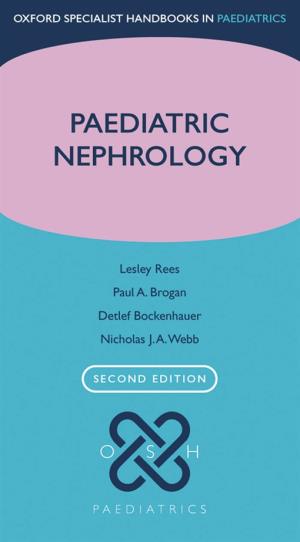 OXFORD SPECIALIST HANDBOOKS IN PAEDIATRICS
PAEDIATRIC
NEPHROLOGY
Lesley Rees
Paul A. Brogan
Detlef Bockenhauer
Nicholas J. A. Webb
SECOND EDITION
O S H
PAEDIATRICS